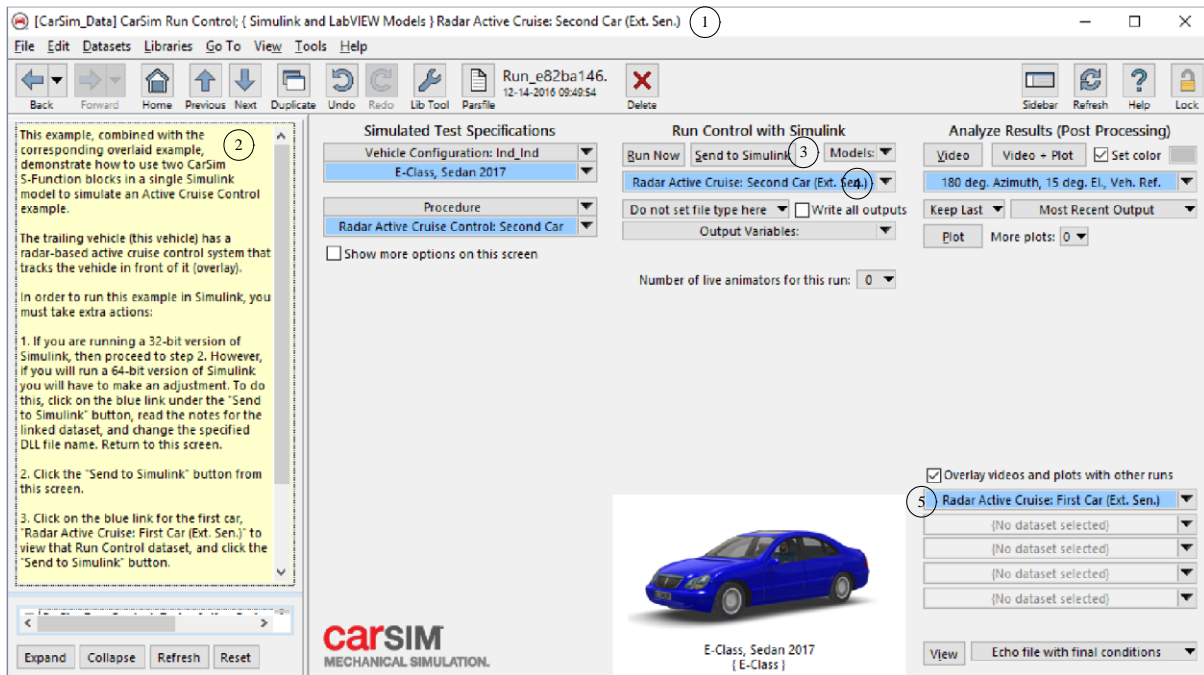 [CarSim_Data] CarSim Run Control; { Simulink and LabVIEW Models } Radar Active Cruise: Second Car (Ext. Sen.) 1
File Edit Datasets Libraries Go To View Tools Help
Back Forward Home Previous Next Duplicate Undo Redo Lib Tool Parsfile
Run_e82ba146.
12-14-2016 09:49:54
Delete Sidebar Refresh Help Lock
2
This example, combined with the
corresponding overlaid example,
demonstrate how to use two CarSim
S-Function blocks in a single Simulink
model to simulate an Active Cruise Control
example.
The trailing vehicle (this vehicle) has a
radar-based active cruise control system that
tracks the vehicle in front of it (overlay).
In order to run this example in Simulink, you
must take extra actions:
1. If you are running a 32-bit version of
Simulink, then proceed to step 2. However,
if you will run a 64-bit version of Simulink
you will have to make an adjustment. To do
this, click on the blue link under the "Send
to Simulink" button, read the notes for the
linked dataset, and change the specified
DLL file name. Return to this screen.
2. Click the "Send to Simulink" button from
this screen.
3. Click on the blue link for the first car,
"Radar Active Cruise: First Car (Ext. Sen.)" to
view that Run Control dataset, and click the
"Send to Simulink" button.
Expand Collapse Refresh Reset
Simulated Test Specifications
Vehicle Configuration: Ind_Ind
E-Class, Sedan 2017
Procedure
Radar Active Cruise Control: Second Car
Show more options on this screen
carSIM
MECHANICAL SIMULATION.
Run Control with Simulink
Run Now Send to Simulink 3 Models:
Radar Active Cruise: Second Car (Ext. Sen.) 4
Do not set file type here Write all outputs
Output Variables:
Number of live animators for this run: 0
E-Class, Sedan 2017
{ E-Class }
Analyze Results (Post Processing)
Video Video + Plot Set color
180 deg. Azimuth, 15 deg. El., Veh. Ref.
Keep Last Most Recent Output
Plot More plots: 0
Overlay videos and plots with other runs
5 Radar Active Cruise: First Car (Ext. Sen.)
{No dataset selected}
{No dataset selected}
{No dataset selected}
{No dataset selected}
View Echo file with final conditions